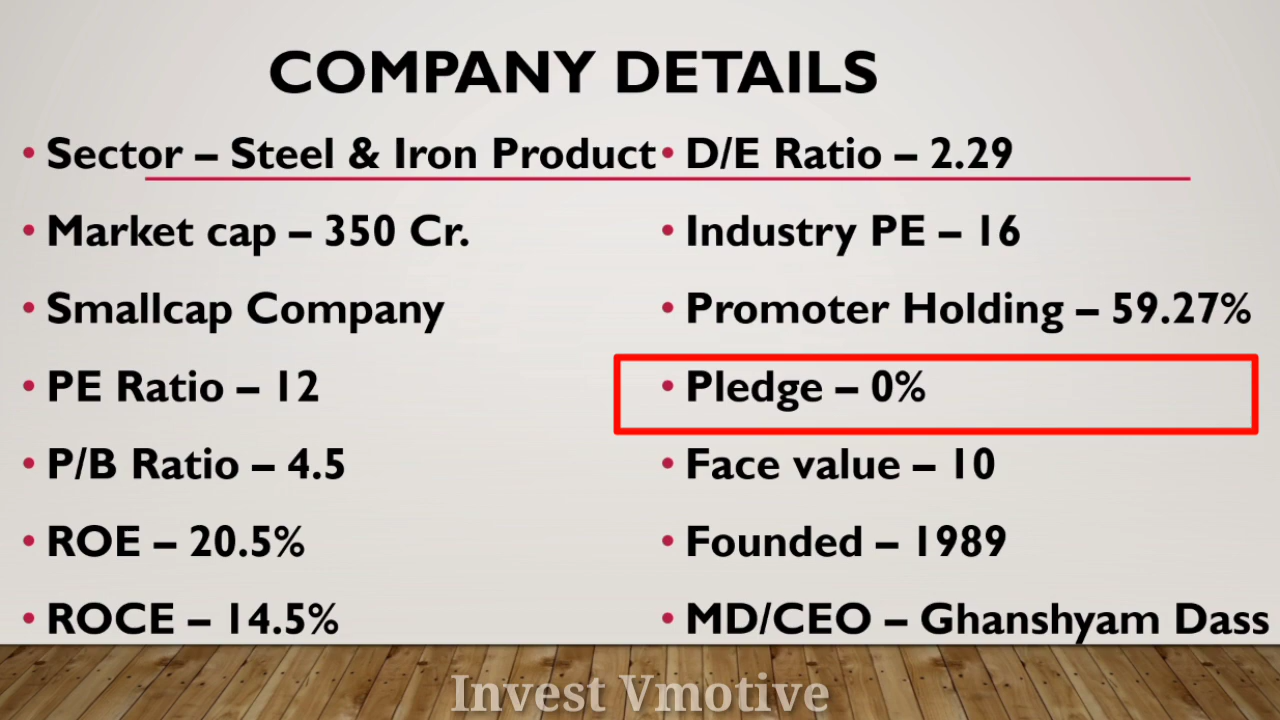 COMPANY DETAILS
• Sector – Steel & Iron Product
• Market cap – 350 Cr.
• Smallcap Company
• PE Ratio – 12
• P/B Ratio – 4.5
• ROE – 20.5%
• ROCE – 14.5%
• D/E Ratio – 2.29
• Industry PE – 16
• Promoter Holding – 59.27%
• Pledge – 0%
• Face value – 10
• Founded – 1989
• MD/CEO – Ghanshyam Dass
Invest Vmotive